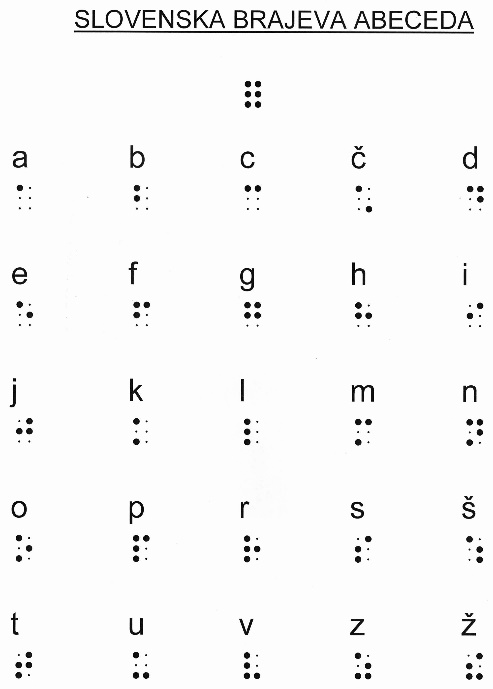 SLOVENSKA BRAJEVA ABECEDA
⠿
a b c č d
⠁ ⠃ ⠉ ⠡ ⠙
e f g h i
⠑ ⠋ ⠛ ⠓ ⠊
j k l m n
⠚ ⠅ ⠇ ⠍ ⠝
o p r s š
⠕ ⠏ ⠗ ⠎ ⠱
t u v z ž
⠞ ⠥ ⠧ ⠵ ⠮